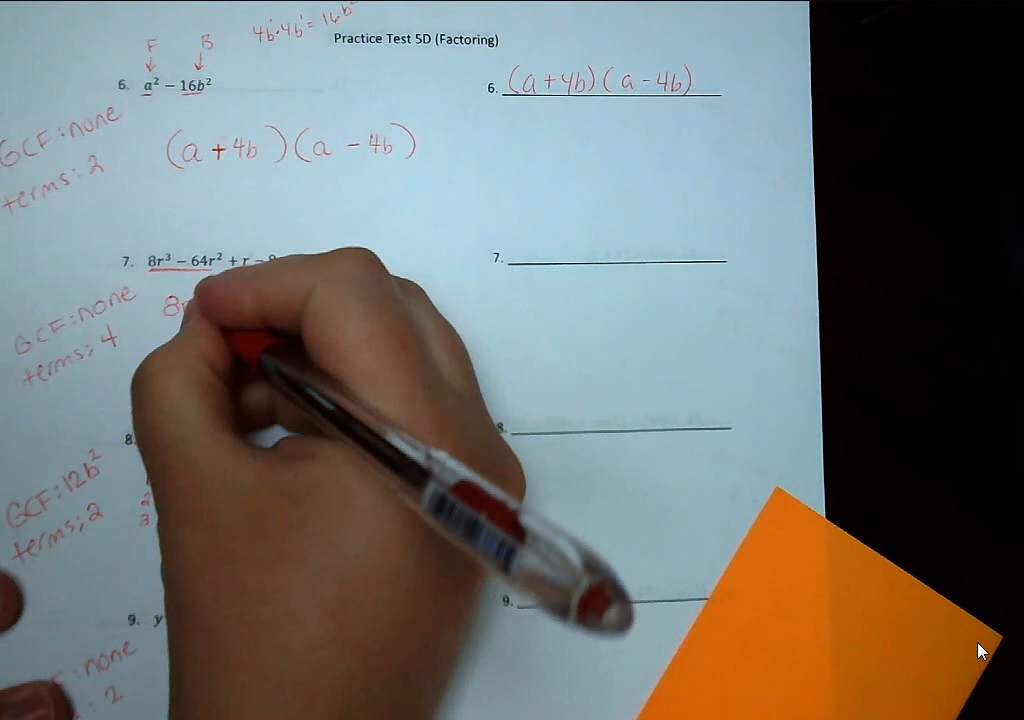 4b·4b = 16b²
Practice Test 5D (Factoring)
F B
6. a² − 16b²
6. (a + 4b)(a − 4b)
GCF: none
terms: 2
(a + 4b)(a − 4b)
7. 8r³ − 64r² + r −
7.
GCF: none
terms: 4
8r
8.
8.
GCF: 12b²
terms: 2
9. y
9.
: none
: 2